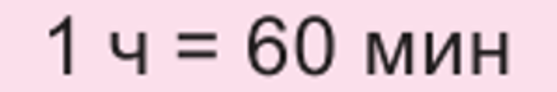 1 ч = 60 мин